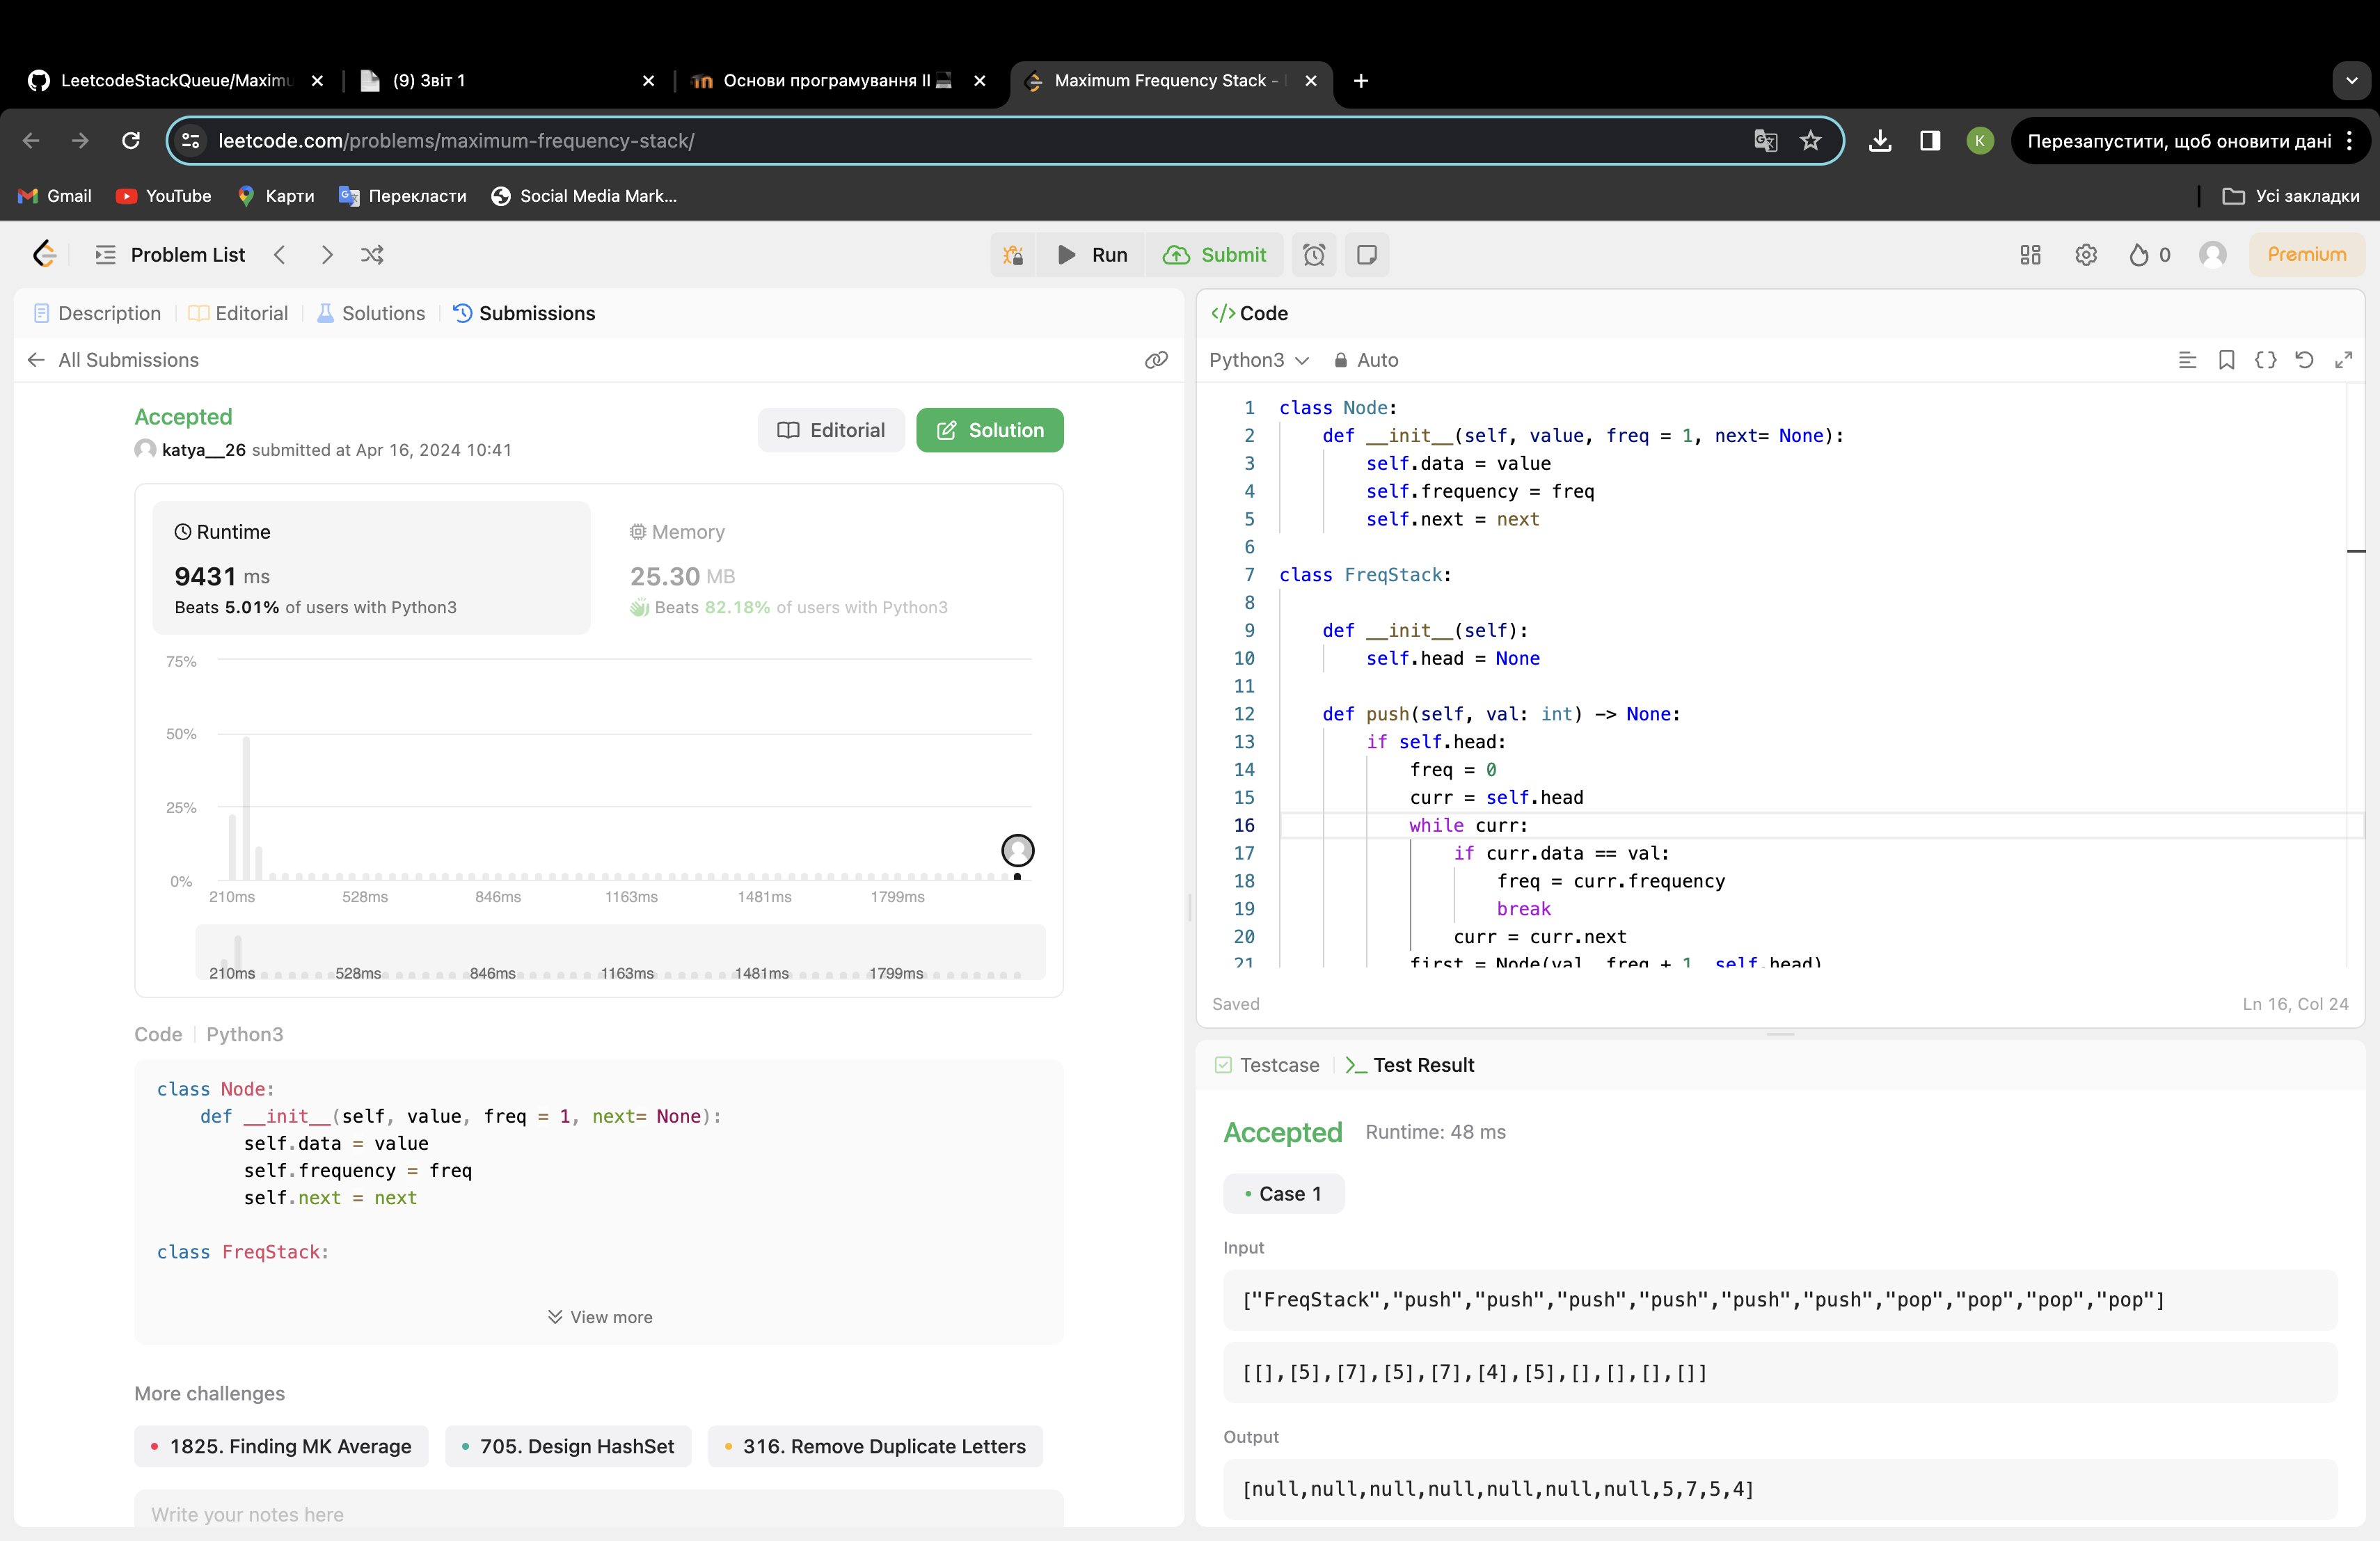 LeetcodeStackQueue/Maximu
(9) Звіт 1
Основи програмування II
Maximum Frequency Stack -
leetcode.com/problems/maximum-frequency-stack/
K
Перезапустити, щоб оновити дані
Gmail
YouTube
Карти
Перекласти
Social Media Mark...
Усі закладки
Problem List
Run
Submit
0
Premium
Description
Editorial
Solutions
Submissions
All Submissions
Accepted
katya__26 submitted at Apr 16, 2024 10:41
Editorial
Solution
Runtime
9431 ms
Beats 5.01% of users with Python3
Memory
25.30 MB
Beats 82.18% of users with Python3
75%
50%
25%
0%
210ms 528ms 846ms 1163ms 1481ms 1799ms
210ms 528ms 846ms 1163ms 1481ms 1799ms
Code Python3
class Node:
def __init__(self, value, freq = 1, next= None):
self.data = value
self.frequency = freq
self.next = next
class FreqStack:
View more
More challenges
1825. Finding MK Average
705. Design HashSet
316. Remove Duplicate Letters
Write your notes here
</> Code
Python3
Auto
1 class Node:
2 def __init__(self, value, freq = 1, next= None):
3 self.data = value
4 self.frequency = freq
5 self.next = next
6
7 class FreqStack:
8
9 def __init__(self):
10 self.head = None
11
12 def push(self, val: int) -> None:
13 if self.head:
14 freq = 0
15 curr = self.head
16 while curr:
17 if curr.data == val:
18 freq = curr.frequency
19 break
20 curr = curr.next
21 first = Node(val, freq + 1, self.head)
Saved
Ln 16, Col 24
Testcase
Test Result
Accepted Runtime: 48 ms
Case 1
Input
["FreqStack","push","push","push","push","push","push","pop","pop","pop","pop"]
[[],[5],[7],[5],[7],[4],[5],[],[],[],[]]
Output
[null,null,null,null,null,null,null,5,7,5,4]